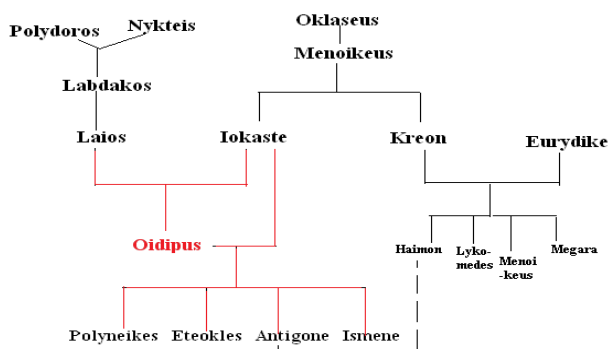 Polydoros
Nykteis
Oklaseus
Menoikeus
Labdakos
Laios
Iokaste
Kreon
Eurydike
Oidipus
Haimon
Lyko-
medes
Menoi
-keus
Megara
Polyneikes
Eteokles
Antigone
Ismene